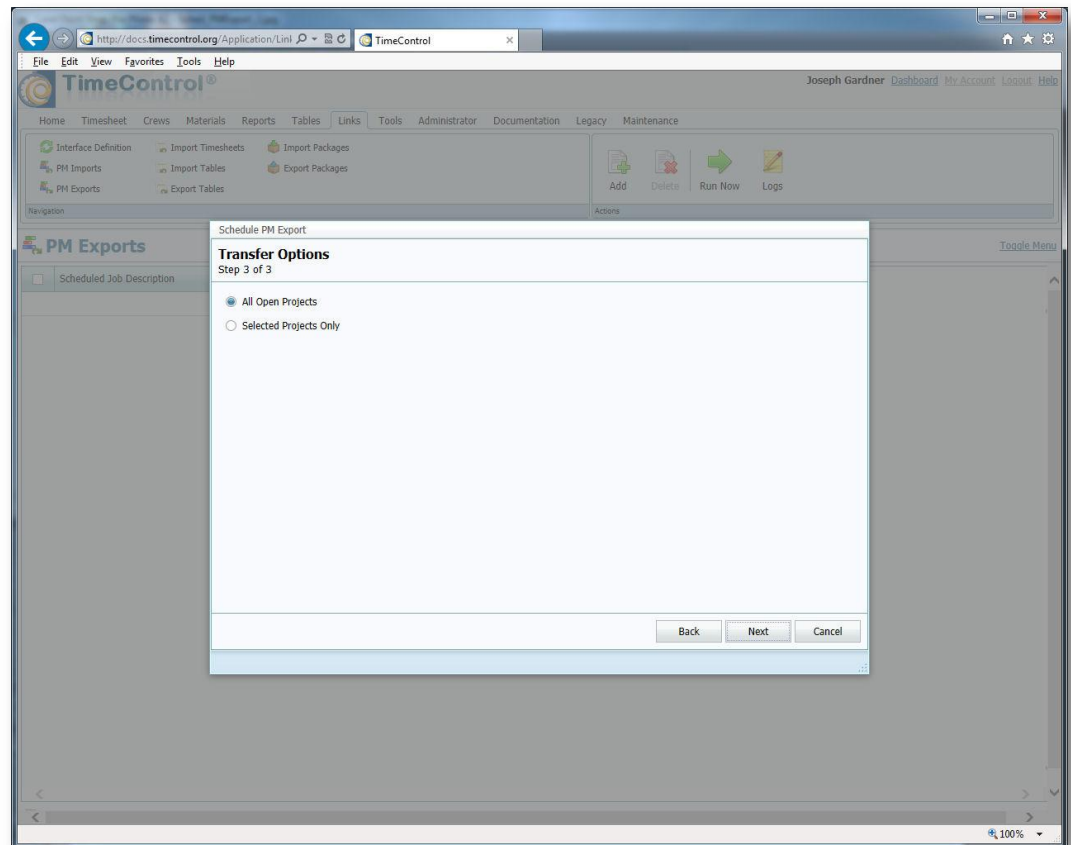 http://docs.timecontrol.org/Application/Linl
TimeControl
File Edit View Favorites Tools Help
TimeControl®
Joseph Gardner Dashboard My Account Logout Help
Home Timesheet Crews Materials Reports Tables Links Tools Administrator Documentation Legacy Maintenance
Interface Definition Import Timesheets Import Packages
PM Imports Import Tables Export Packages
PM Exports Export Tables
Add Delete Run Now Logs
Navigation Actions
Schedule PM Export
PM Exports
Toggle Menu
Transfer Options
Step 3 of 3
Scheduled Job Description
All Open Projects
Selected Projects Only
Back Next Cancel
100%